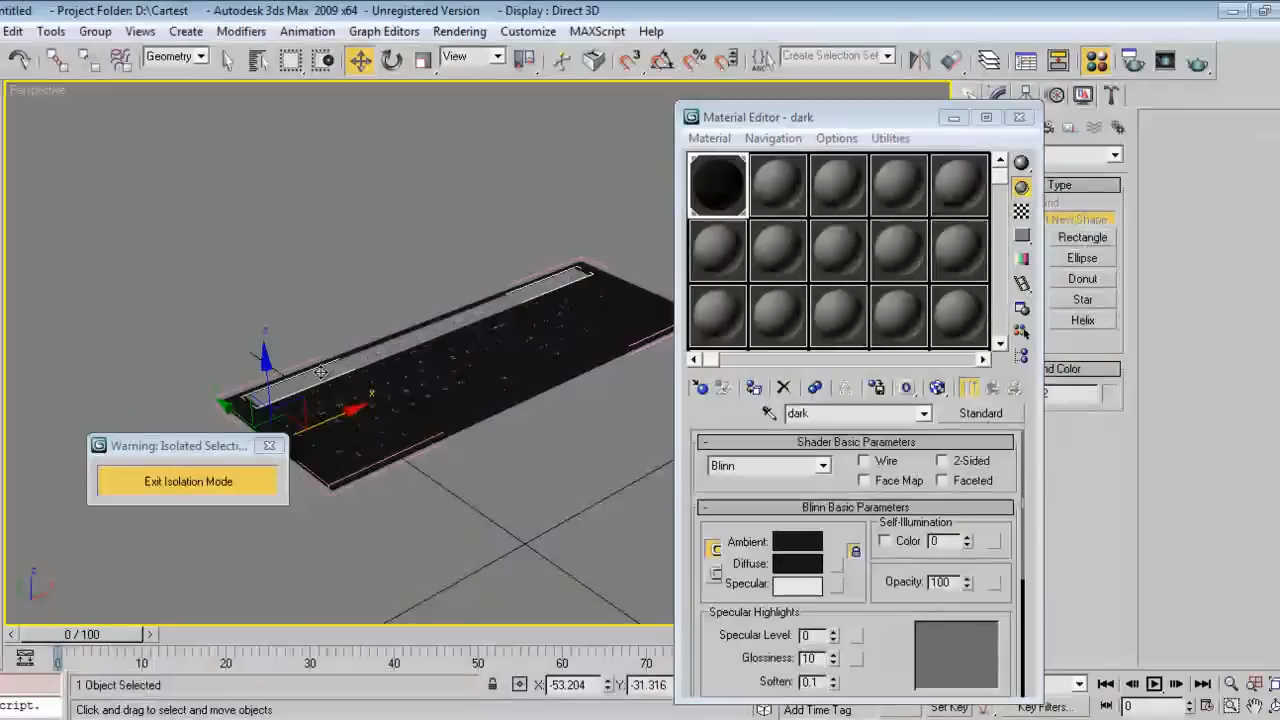 ntitled - Project Folder: D:\Cartest - Autodesk 3ds Max 2009 x64 - Unregistered Version - Display : Direct 3D
Edit Tools Group Views Create Modifiers Animation Graph Editors Rendering Customize MAXScript Help
Geometry View Create Selection Set
Perspective
Material Editor - dark
Material Navigation Options Utilities
Type
New Shape
Rectangle
Ellipse
Donut
Star
Helix
nd Color
Warning: Isolated Selecti...
Exit Isolation Mode
dark Standard
Shader Basic Parameters
Blinn Wire 2-Sided
Face Map Faceted
Blinn Basic Parameters
Self-Illumination
Ambient: Color 0
Diffuse:
Specular: Opacity: 100
Specular Highlights
Specular Level: 0
Glossiness: 10
Soften: 0.1
x
z
0 / 100
0 10 20 30 40 50 60 70
1 Object Selected X: -53.204 Y: -31.316
cript. Click and drag to select and move objects Add Time Tag Set Key Key Filters... 0